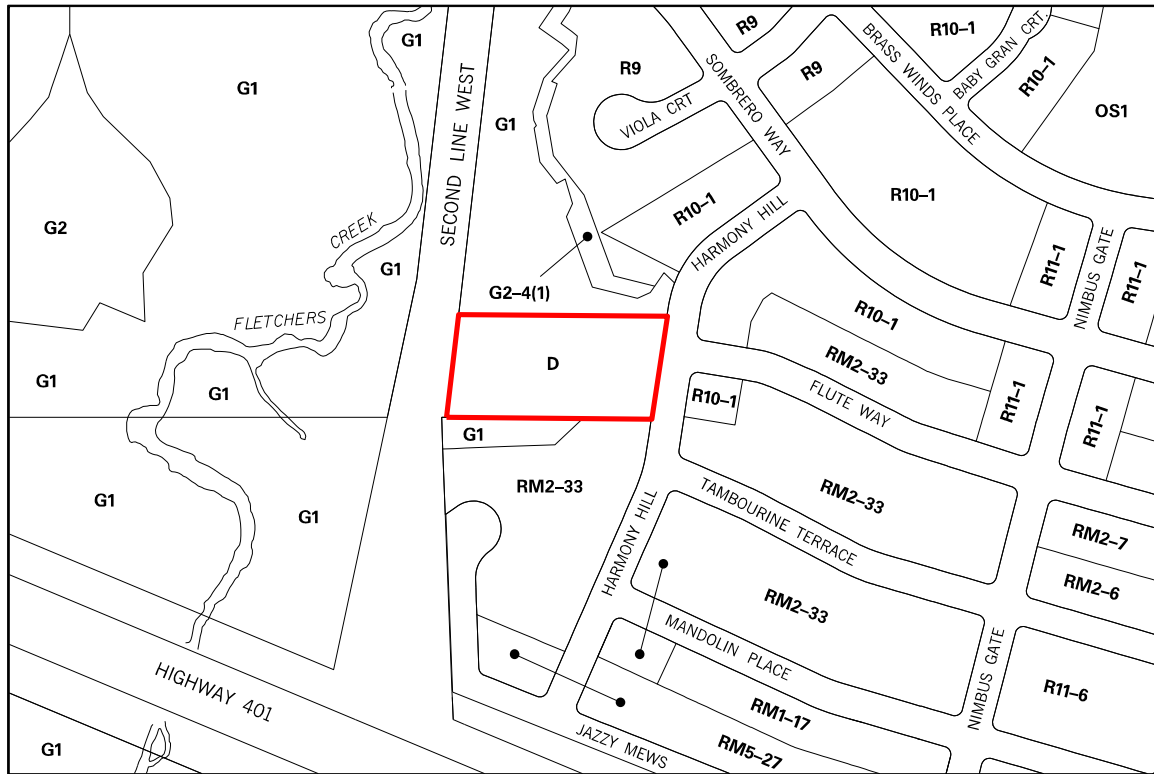 G1
R9
R10–1
BABY GRAN CRT.
BRASS WINDS PLACE
SOMBRERO WAY
R9
R9
R10–1
G1
VIOLA CRT
OS1
G1
SECOND LINE WEST
R10–1
R10–1
G2
CREEK
HARMONY HILL
NIMBUS GATE
R11–1
R11–1
G1
G2–4(1)
FLETCHERS
R10–1
RM2–33
D
G1
G1
R10–1
FLUTE WAY
R11–1
R11–1
G1
RM2–33
TAMBOURINE TERRACE
RM2–33
G1
G1
HARMONY HILL
RM2–7
RM2–6
RM2–33
MANDOLIN PLACE
NIMBUS GATE
HIGHWAY 401
R11–6
RM1–17
JAZZY MEWS
RM5–27
G1